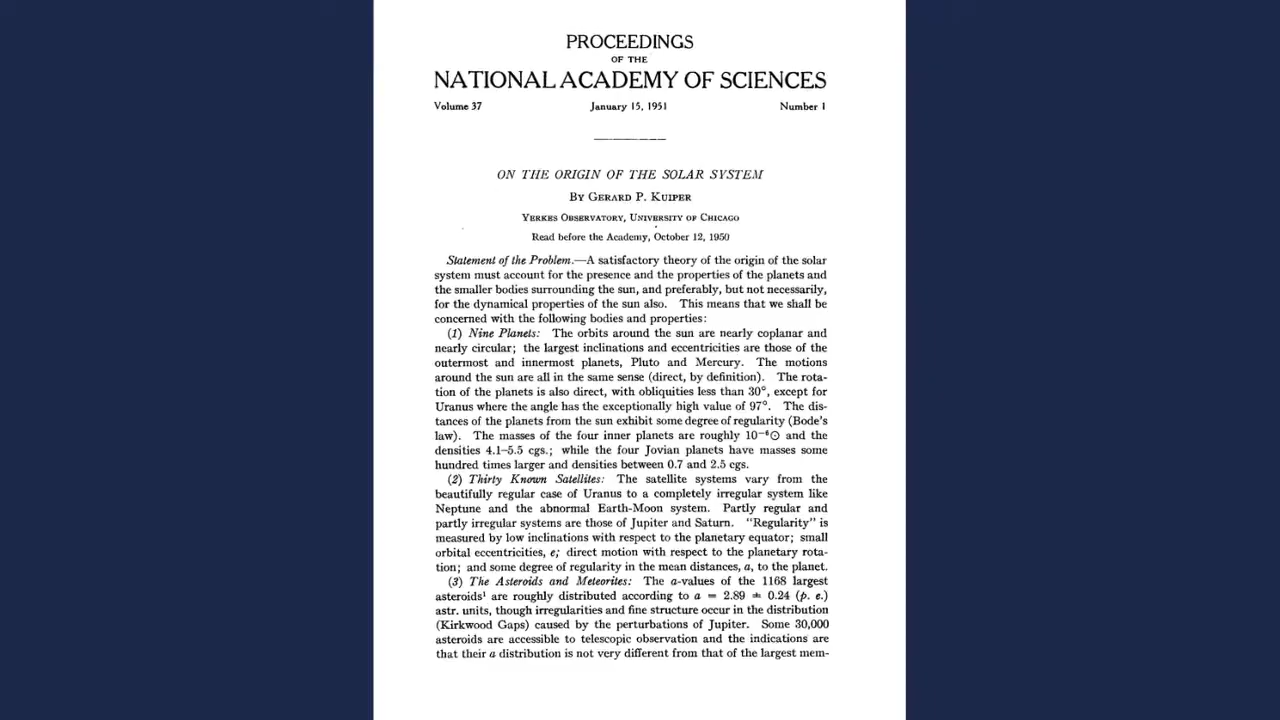 PROCEEDINGS
OF THE
NATIONAL ACADEMY OF SCIENCES
Volume 37 January 15, 1951 Number 1
ON THE ORIGIN OF THE SOLAR SYSTEM
BY GERARD P. KUIPER
YERKES OBSERVATORY, UNIVERSITY OF CHICAGO
Read before the Academy, October 12, 1950
Statement of the Problem.—A satisfactory theory of the origin of the solar
system must account for the presence and the properties of the planets and
the smaller bodies surrounding the sun, and preferably, but not necessarily,
for the dynamical properties of the sun also. This means that we shall be
concerned with the following bodies and properties:
(1) Nine Planets: The orbits around the sun are nearly coplanar and
nearly circular; the largest inclinations and eccentricities are those of the
outermost and innermost planets, Pluto and Mercury. The motions
around the sun are all in the same sense (direct, by definition). The rota-
tion of the planets is also direct, with obliquities less than 30°, except for
Uranus where the angle has the exceptionally high value of 97°. The dis-
tances of the planets from the sun exhibit some degree of regularity (Bode's
law). The masses of the four inner planets are roughly 10⁻⁶☉ and the
densities 4.1–5.5 cgs.; while the four Jovian planets have masses some
hundred times larger and densities between 0.7 and 2.5 cgs.
(2) Thirty Known Satellites: The satellite systems vary from the
beautifully regular case of Uranus to a completely irregular system like
Neptune and the abnormal Earth-Moon system. Partly regular and
partly irregular systems are those of Jupiter and Saturn. "Regularity" is
measured by low inclinations with respect to the planetary equator; small
orbital eccentricities, e; direct motion with respect to the planetary rota-
tion; and some degree of regularity in the mean distances, a, to the planet.
(3) The Asteroids and Meteorites: The a-values of the 1168 largest
asteroids¹ are roughly distributed according to a = 2.89 ± 0.24 (p. e.)
astr. units, though irregularities and fine structure occur in the distribution
(Kirkwood Gaps) caused by the perturbations of Jupiter. Some 30,000
asteroids are accessible to telescopic observation and the indications are
that their a distribution is not very different from that of the largest mem-